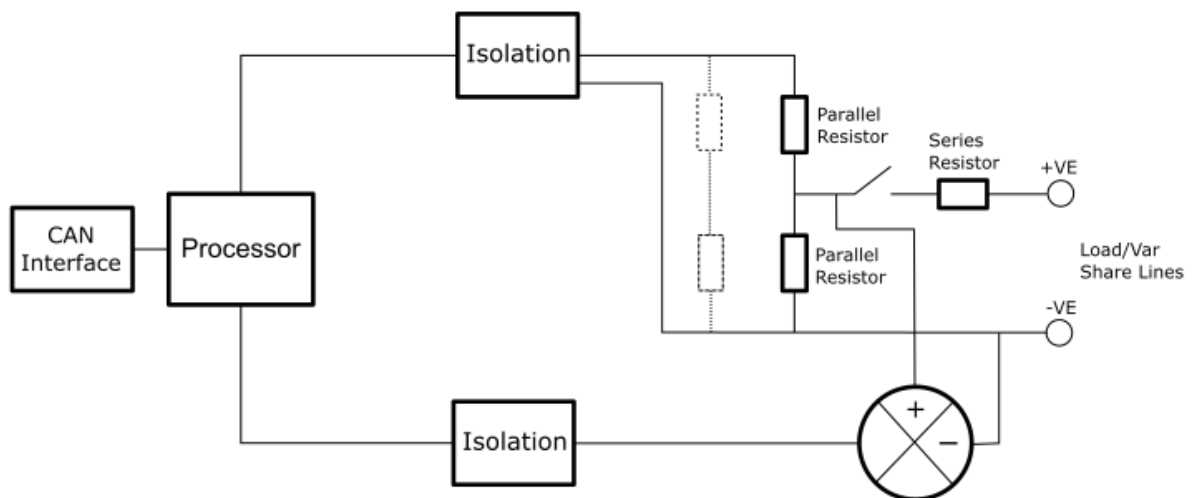 Isolation
Parallel
Resistor
Series
Resistor
+VE
CAN
Interface
Processor
Parallel
Resistor
Load/Var
Share Lines
-VE
Isolation
+
−